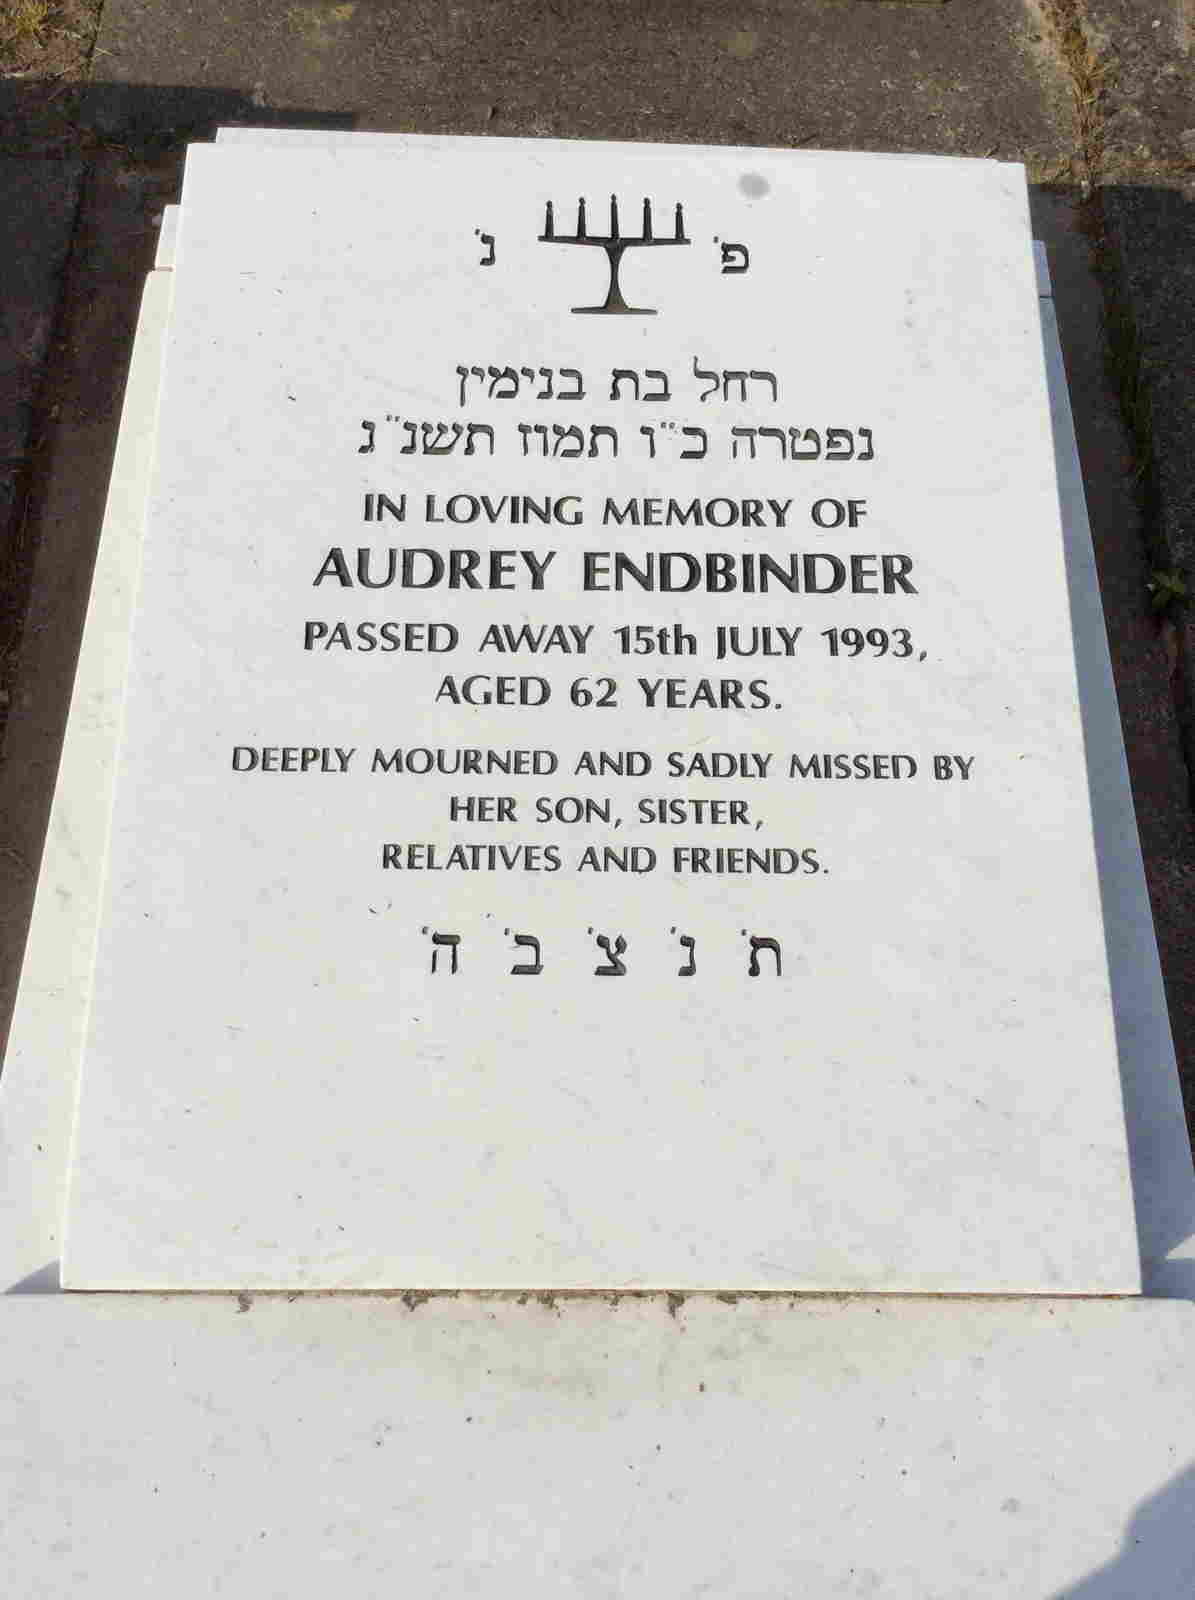 פ' נ'
רחל בת בנימין
נפטרה כ"ו תמוז תשנ"ג
IN LOVING MEMORY OF
AUDREY ENDBINDER
PASSED AWAY 15th JULY 1993,
AGED 62 YEARS.
DEEPLY MOURNED AND SADLY MISSED BY
HER SON, SISTER,
RELATIVES AND FRIENDS.
ת' נ' צ' ב' ה'